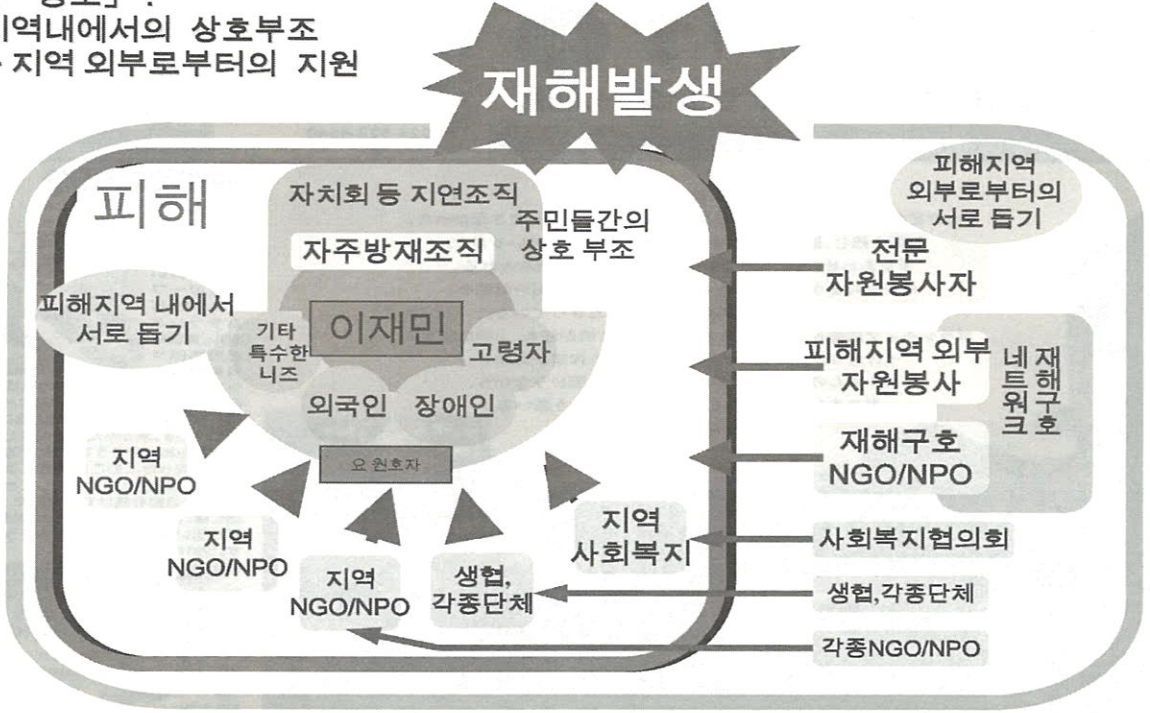 지역내에서의 상호부조
지역 외부로부터의 지원
재해발생
피해
자치회 등 지연조직
주민들간의
상호 부조
자주방재조직
피해지역 내에서
서로 돕기
이재민
기타
특수한
니즈
고령자
외국인
장애인
요원호자
지역
NGO/NPO
지역
NGO/NPO
지역
NGO/NPO
생협,
각종단체
지역
사회복지
피해지역
외부로부터의
서로 돕기
전문
자원봉사자
피해지역 외부
자원봉사
재해구호
NGO/NPO
재해구호
네트워크
사회복지협의회
생협,각종단체
각종NGO/NPO